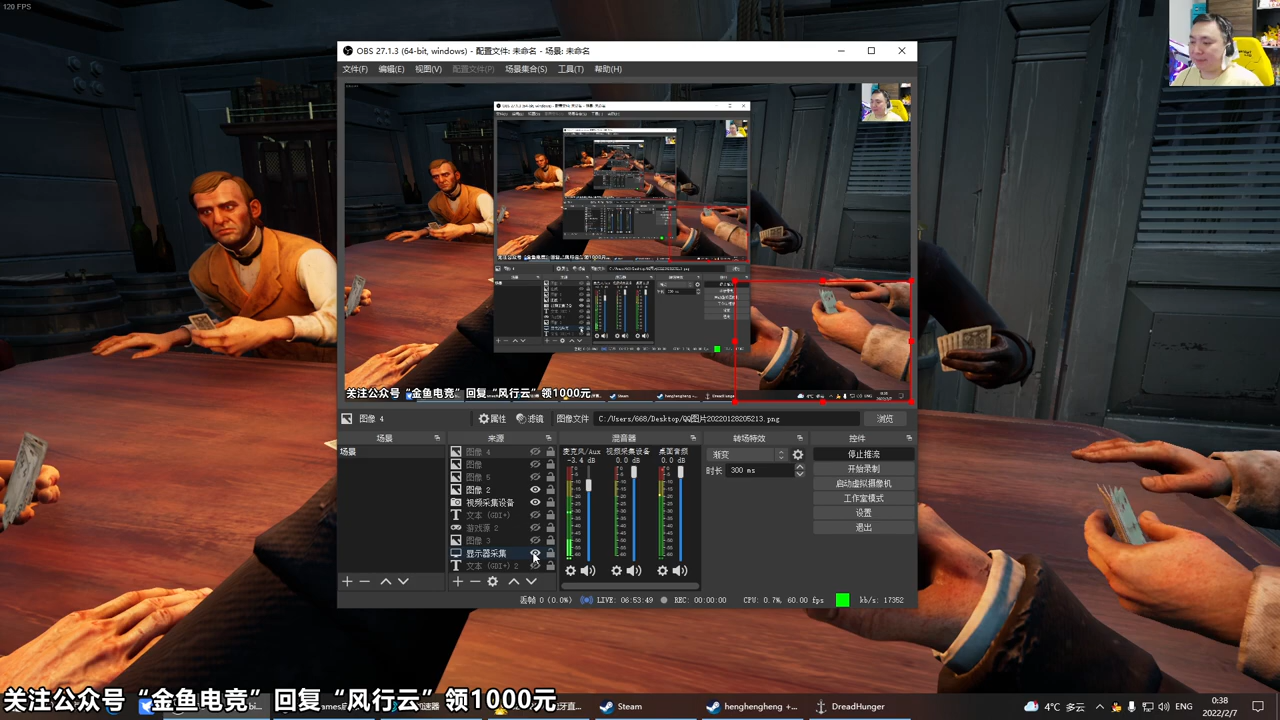 120 FPS
OBS 27.1.3 (64-bit, windows) - 配置文件: 未命名 - 场景: 未命名
文件(F) 编辑(E) 视图(V) 配置文件(P) 场景集合(S) 工具(T) 帮助(H)
关注公众号“金鱼电竞”回复“风行云”领1000元
Steam
henghengheng +...
DreadHunger
图像 4 属性 滤镜 图像文件 C:/Users/668/Desktop/QQ图片20220128205213.png 浏览
场景 来源 混音器 转场特效 控件
场景
图像 4
图像
图像 5
图像 2
视频采集设备
文本 (GDI+)
游戏源 2
图像 3
显示器采集
文本 (GDI+) 2
麦克风/Aux 视频采集设备 桌面音频
-3.4 dB 0.0 dB 0.0 dB
渐变
时长 300 ms
停止推流
开始录制
启动虚拟摄像机
工作室模式
设置
退出
丢帧 0 (0.0%) LIVE: 06:53:49 REC: 00:00:00 CPU: 0.7%, 60.00 fps kb/s: 17352
关注公众号“金鱼电竞”回复“风行云”领1000元
Steam
henghengheng +...
DreadHunger
4°C 多云
ENG
0:38
2022/2/7